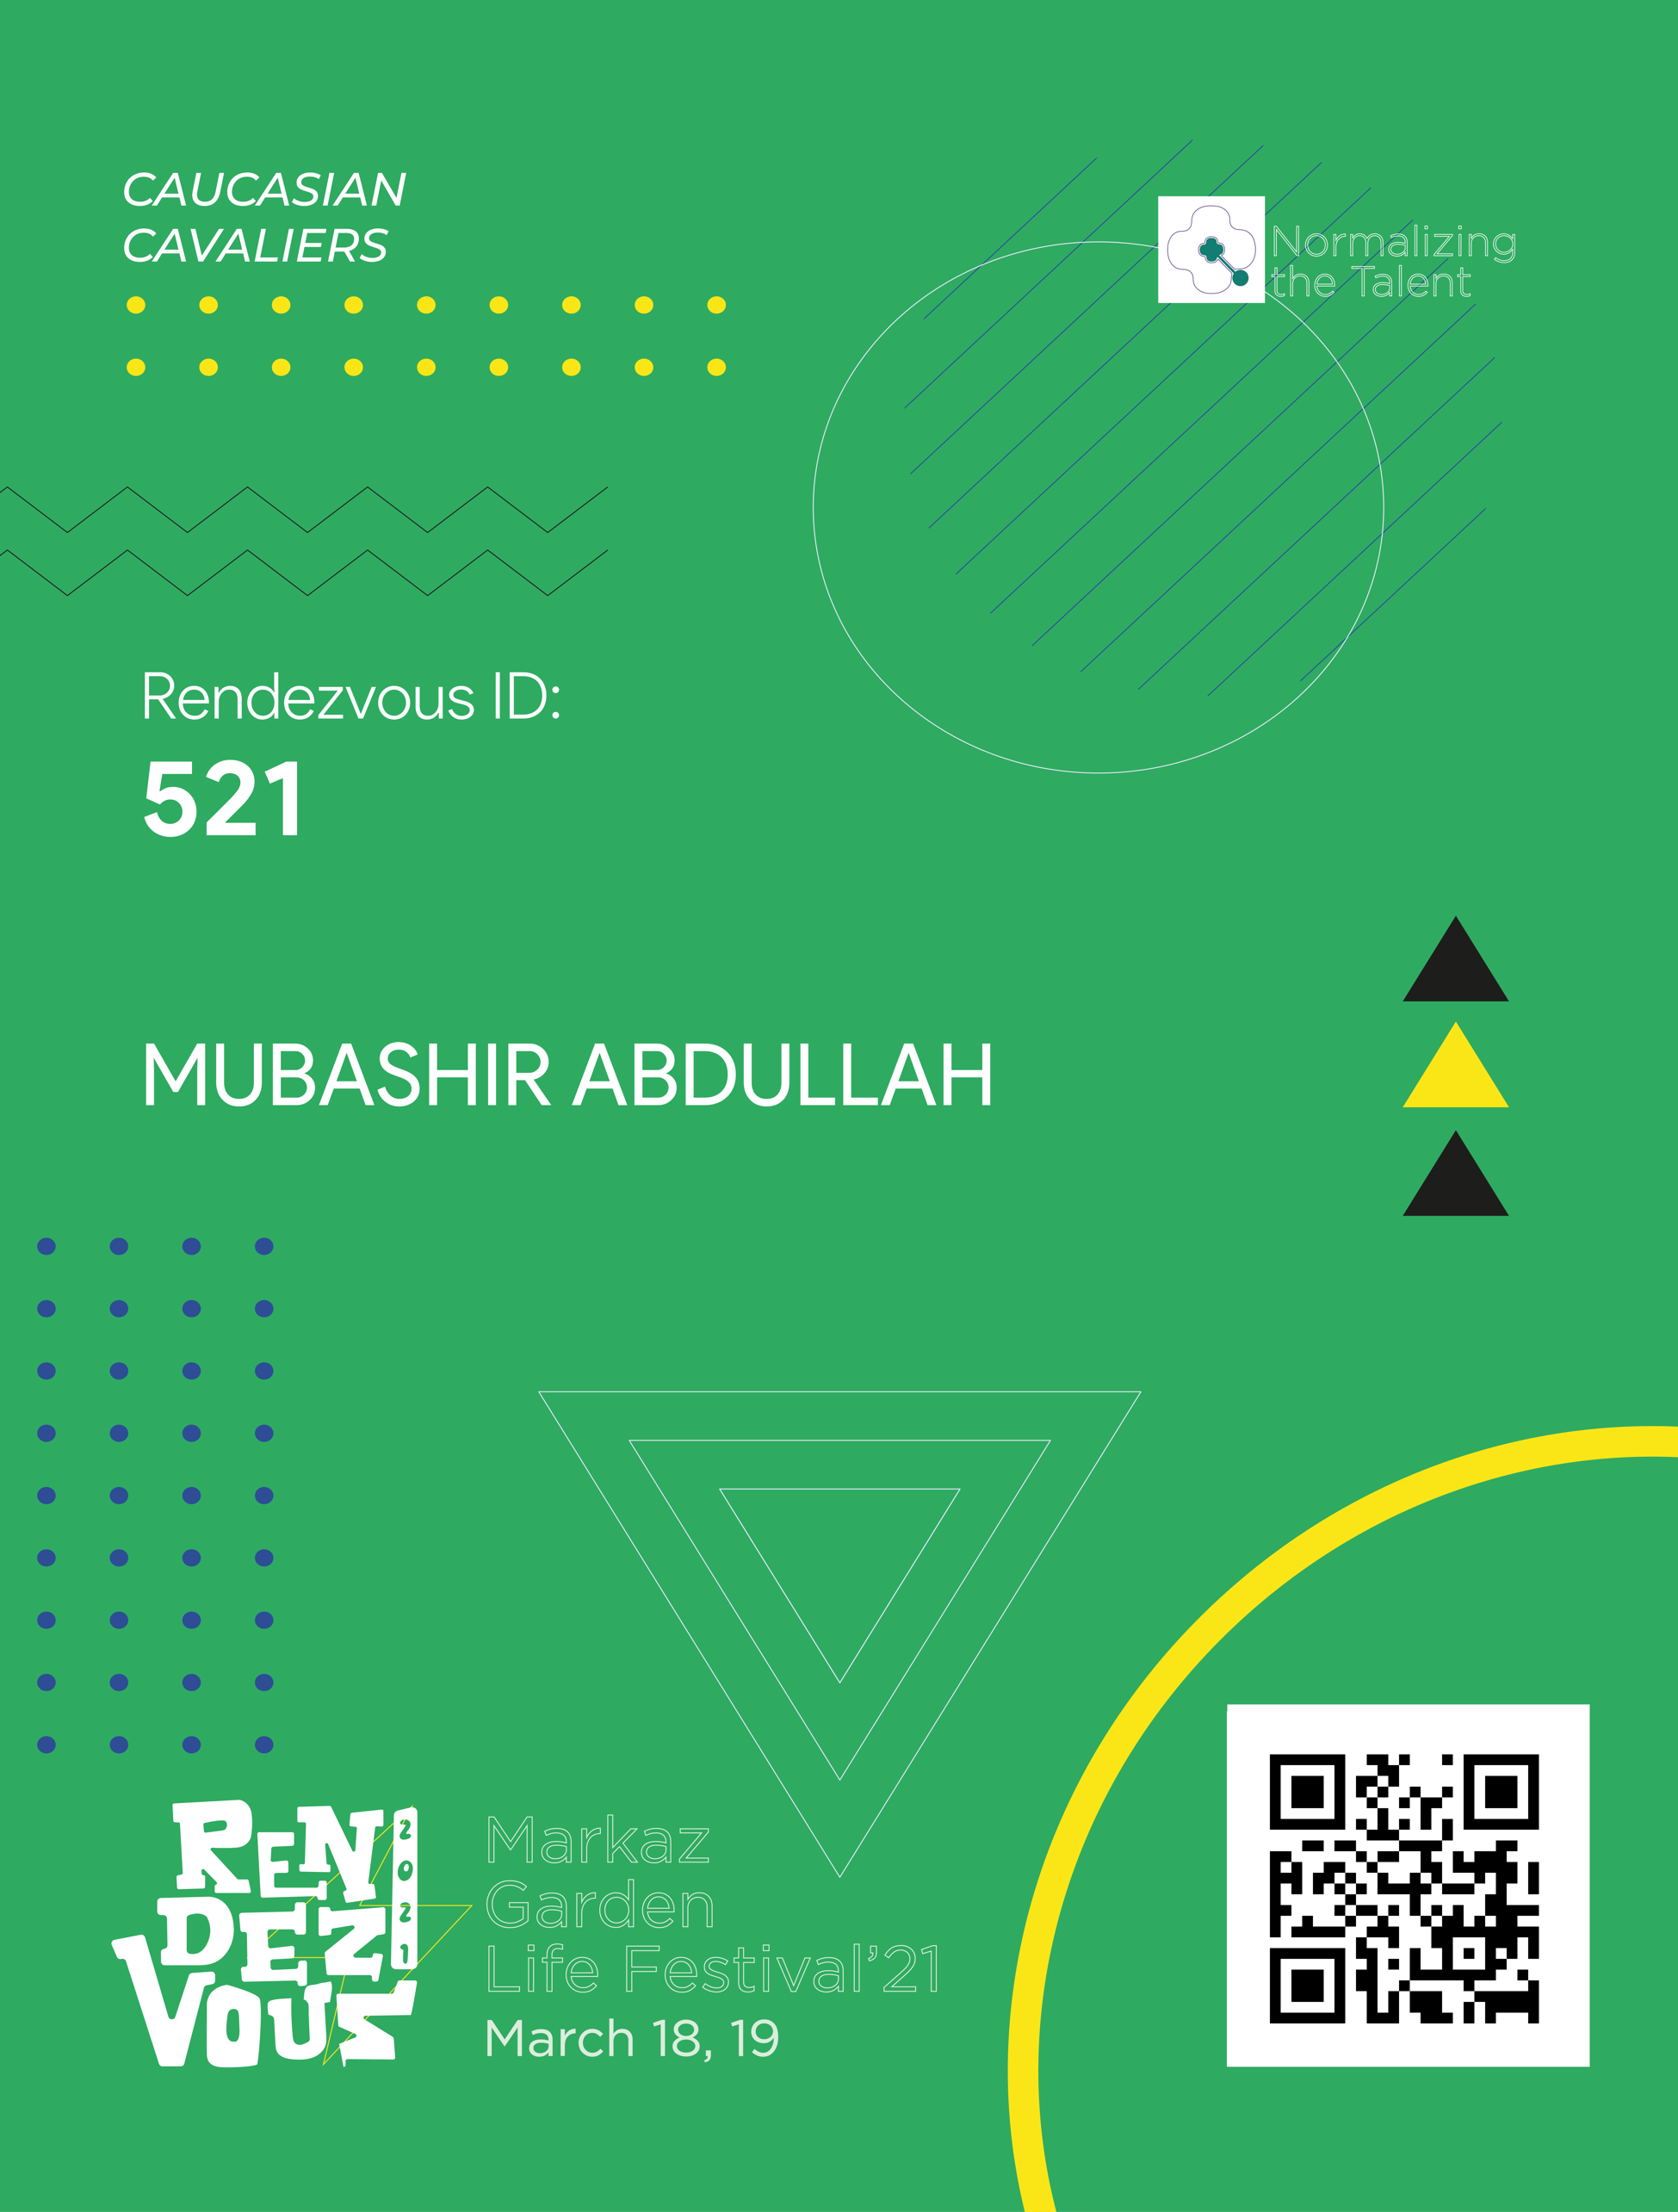 CAUCASIAN
CAVALIERS
Normalizing
the Talent
Rendezvous ID:
521
MUBASHIR ABDULLAH
REN
DEZ
VOUS
2021
Markaz
Garden
Life Festival'21
March 18, 19